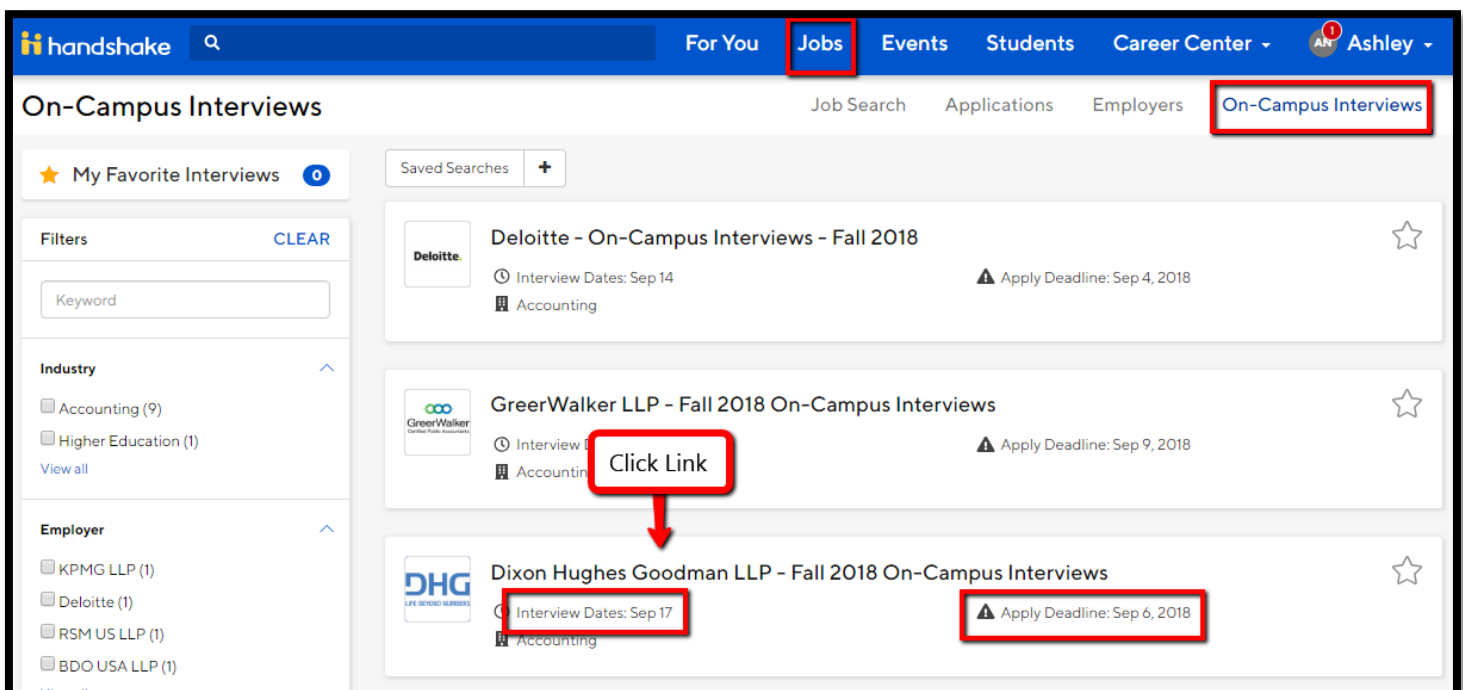 handshake
For You Jobs Events Students Career Center AN 1 Ashley
On-Campus Interviews
Job Search Applications Employers On-Campus Interviews
My Favorite Interviews 0
Saved Searches +
Filters CLEAR
Keyword
Industry
Accounting (9)
Higher Education (1)
View all
Employer
KPMG LLP (1)
Deloitte (1)
RSM US LLP (1)
BDO USA LLP (1)
Deloitte.
Deloitte - On-Campus Interviews - Fall 2018
Interview Dates: Sep 14 Apply Deadline: Sep 4, 2018
Accounting
GreerWalker
Certified Public Accountants
GreerWalker LLP - Fall 2018 On-Campus Interviews
Interview Apply Deadline: Sep 9, 2018
Accountin
Click Link
DHG
LIFE BEYOND NUMBERS
Dixon Hughes Goodman LLP - Fall 2018 On-Campus Interviews
Interview Dates: Sep 17 Apply Deadline: Sep 6, 2018
Accounting